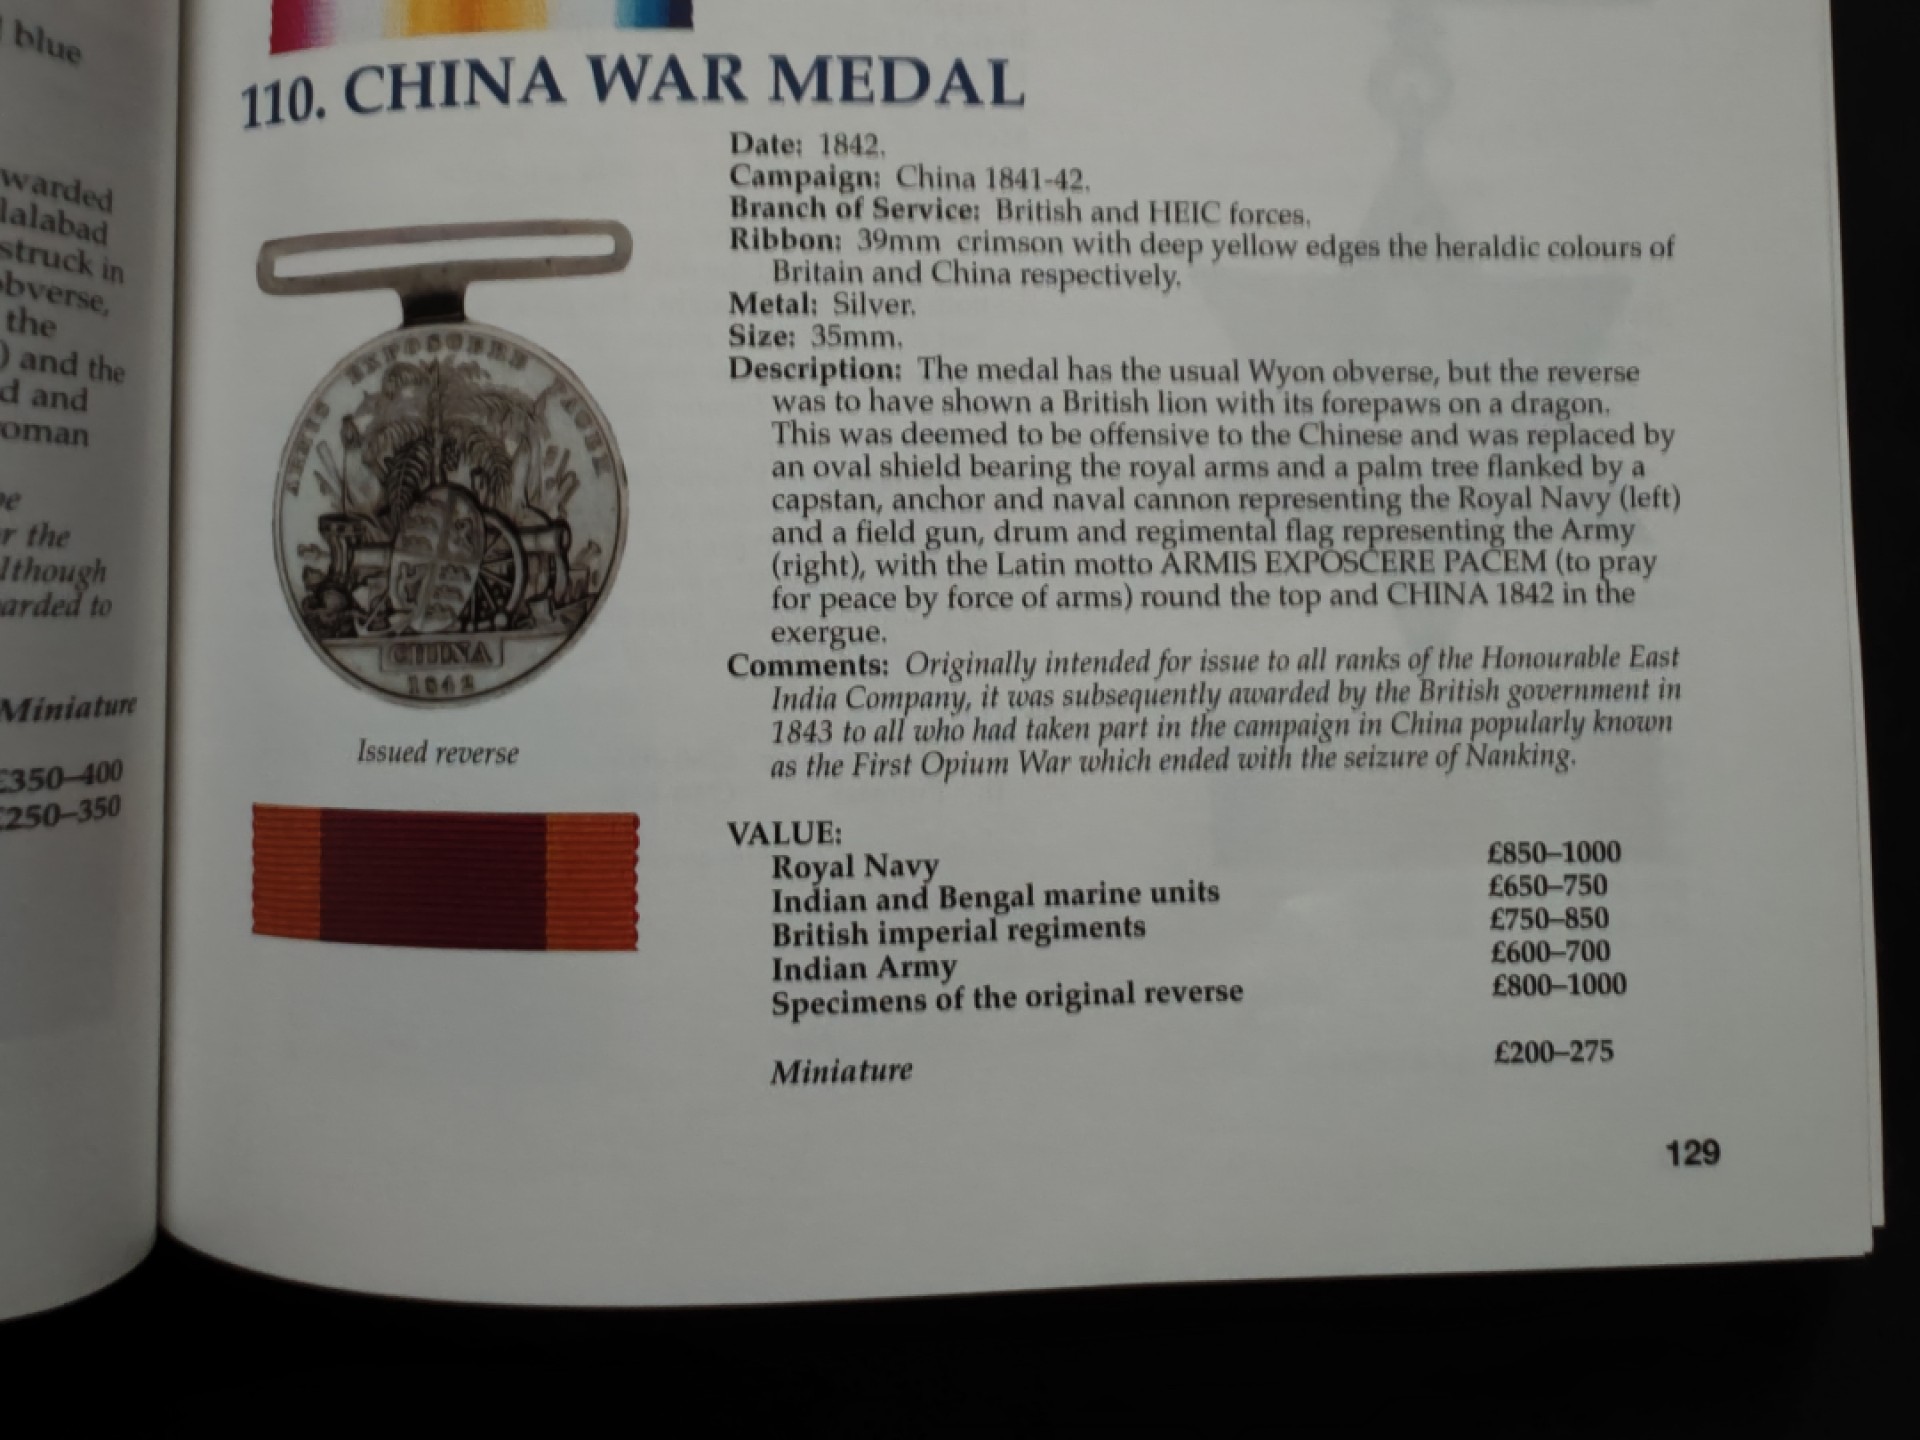 blue
warded
lalabad
struck in
obverse,
the
) and the
d and
oman
r the
lthough
arded to
Miniature
£350–400
£250–350
110. CHINA WAR MEDAL
Date: 1842.
Campaign: China 1841-42.
Branch of Service: British and HEIC forces.
Ribbon: 39mm crimson with deep yellow edges the heraldic colours of
Britain and China respectively.
Metal: Silver.
Size: 35mm.
Description: The medal has the usual Wyon obverse, but the reverse
was to have shown a British lion with its forepaws on a dragon.
This was deemed to be offensive to the Chinese and was replaced by
an oval shield bearing the royal arms and a palm tree flanked by a
capstan, anchor and naval cannon representing the Royal Navy (left)
and a field gun, drum and regimental flag representing the Army
(right), with the Latin motto ARMIS EXPOSCERE PACEM (to pray
for peace by force of arms) round the top and CHINA 1842 in the
exergue.
Comments: Originally intended for issue to all ranks of the Honourable East
India Company, it was subsequently awarded by the British government in
1843 to all who had taken part in the campaign in China popularly known
as the First Opium War which ended with the seizure of Nanking.
ARMIS EXPOSCERE PACEM
CHINA
1842
Issued reverse
VALUE:
Royal Navy £850–1000
Indian and Bengal marine units £650–750
British imperial regiments £750–850
Indian Army £600–700
Specimens of the original reverse £800–1000
Miniature £200–275
129